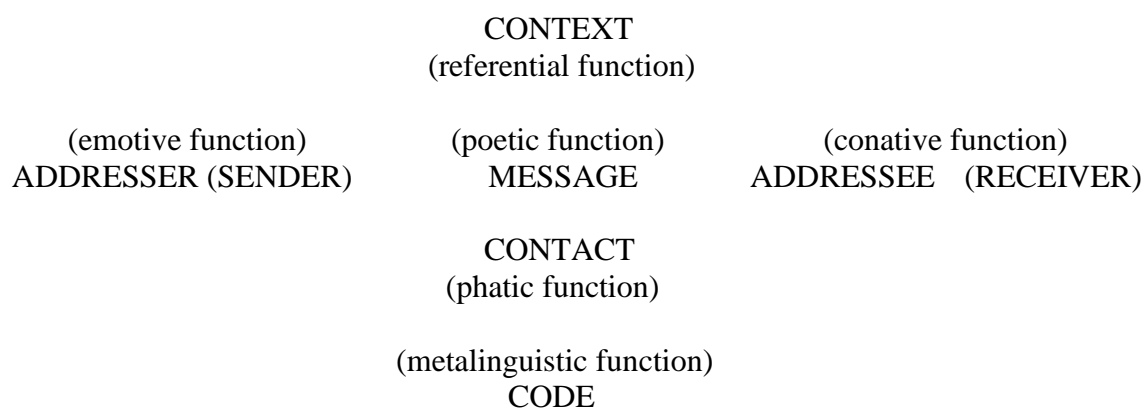 CONTEXT
(referential function)
(emotive function) (poetic function) (conative function)
ADDRESSER (SENDER) MESSAGE ADDRESSEE (RECEIVER)
CONTACT
(phatic function)
(metalinguistic function)
CODE